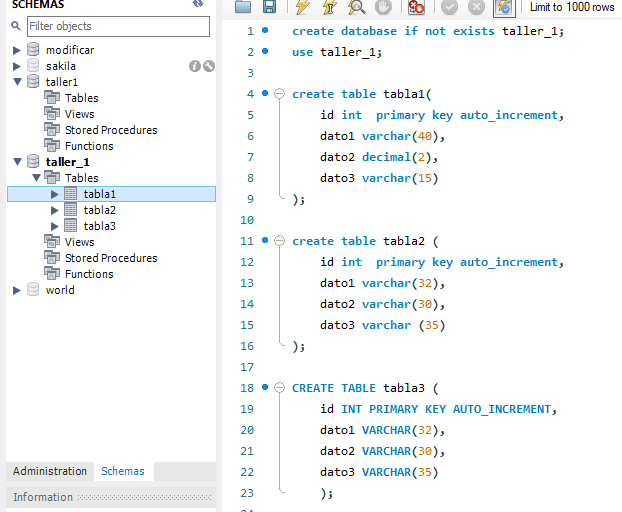 SCHEMAS
Filter objects
modificar
sakila
taller1
Tables
Views
Stored Procedures
Functions
taller_1
Tables
tabla1
tabla2
tabla3
Views
Stored Procedures
Functions
world
Administration Schemas
Information
Limit to 1000 rows
1 create database if not exists taller_1;
2 use taller_1;
3
4 create table tabla1(
5 id int  primary key auto_increment,
6 dato1 varchar(40),
7 dato2 decimal(2),
8 dato3 varchar(15)
9 );
10
11 create table tabla2 (
12 id int  primary key auto_increment,
13 dato1 varchar(32),
14 dato2 varchar(30),
15 dato3 varchar (35)
16 );
17
18 CREATE TABLE tabla3 (
19 id INT PRIMARY KEY AUTO_INCREMENT,
20 dato1 VARCHAR(32),
21 dato2 VARCHAR(30),
22 dato3 VARCHAR(35)
23 );